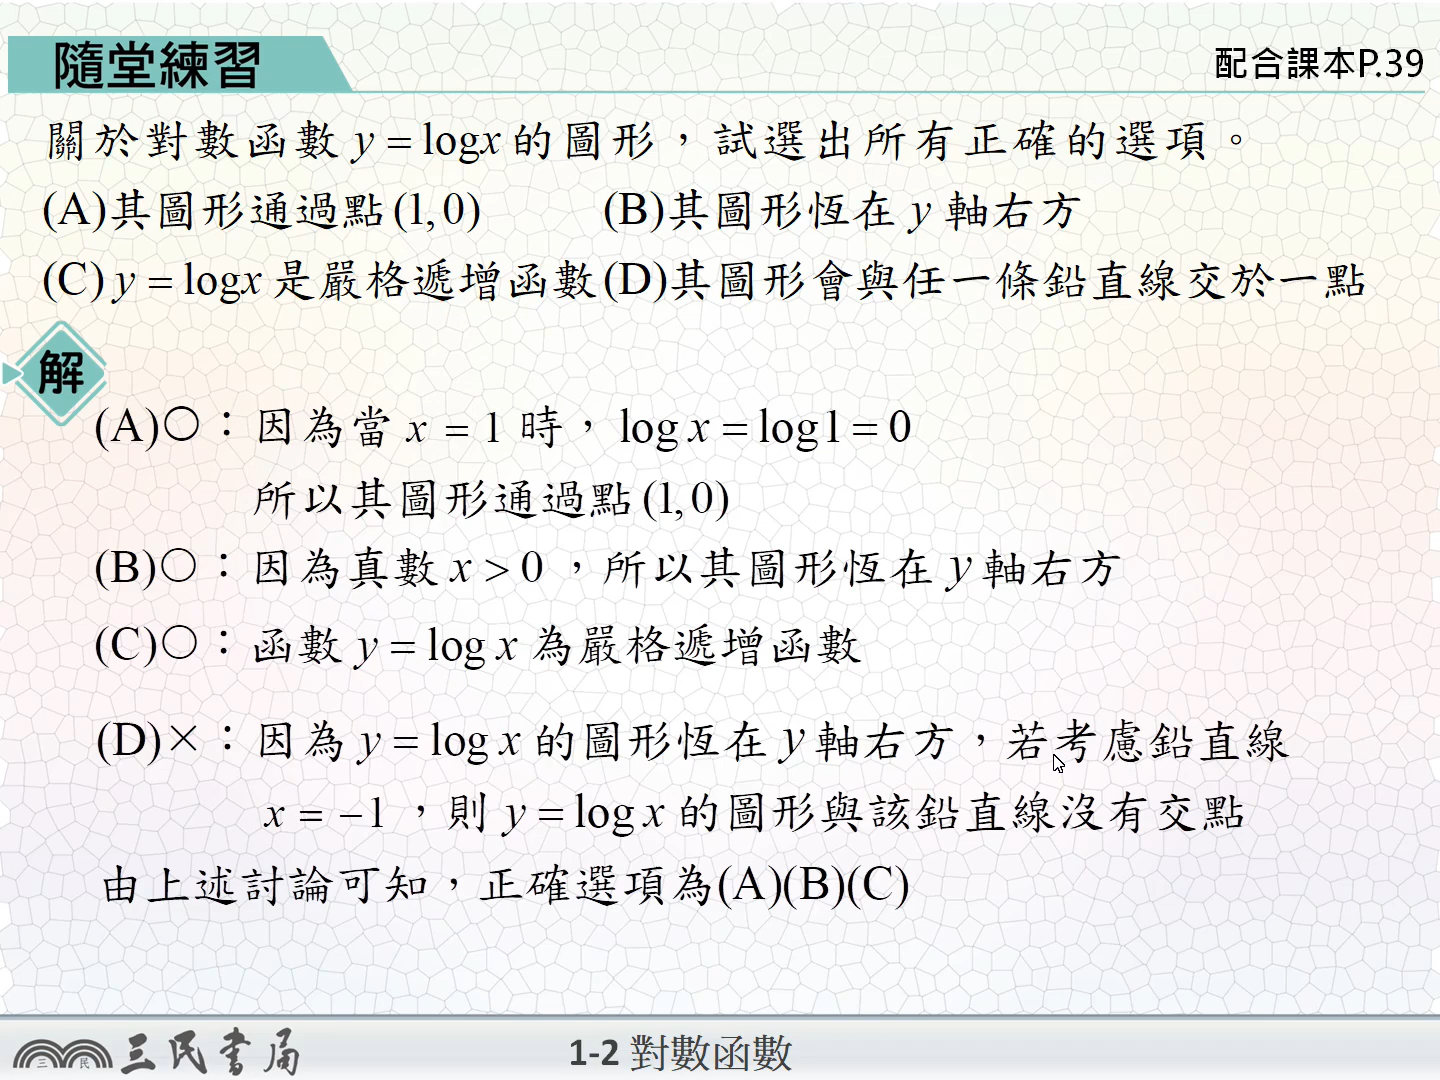 隨堂練習
配合課本P.39
關於對數函數 y = logx 的圖形，試選出所有正確的選項。
(A)其圖形通過點(1,0) (B)其圖形恆在 y 軸右方
(C) y = logx 是嚴格遞增函數(D)其圖形會與任一條鉛直線交於一點
解
(A)○：因為當 x = 1 時，log x = log1 = 0
所以其圖形通過點(1,0)
(B)○：因為真數 x > 0，所以其圖形恆在 y 軸右方
(C)○：函數 y = log x 為嚴格遞增函數
(D)×：因為 y = log x 的圖形恆在 y 軸右方，若考慮鉛直線
x = −1，則 y = log x 的圖形與該鉛直線沒有交點
由上述討論可知，正確選項為(A)(B)(C)
三民 三民書局
1-2 對數函數